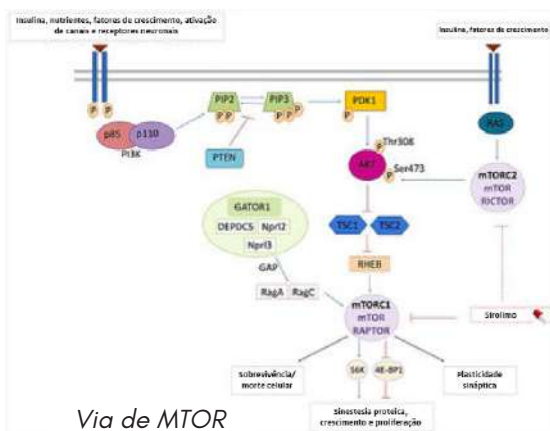 Insulina, nutrientes, fatores de crescimento, ativação
de canais e receptores neuronais
Insulina, fatores de crescimento
P P
p85 p110
PI3K
PIP2
P P
PIP3
P P P
PTEN
PDK1
P
RAS
P Thr308
AKT
P Ser473
mTORC2
mTOR
RICTOR
TSC1 TSC2
GATOR1
DEPDC5 Nprl2
Nprl3
GAP
RagA RagC
RHEB
mTORC1
mTOR
RAPTOR
Sirolimo
Sobrevivência/
morte celular
S6K 4E-BP1
Plasticidade
sináptica
Sinestesia proteica,
crescimento e proliferação
Via de MTOR